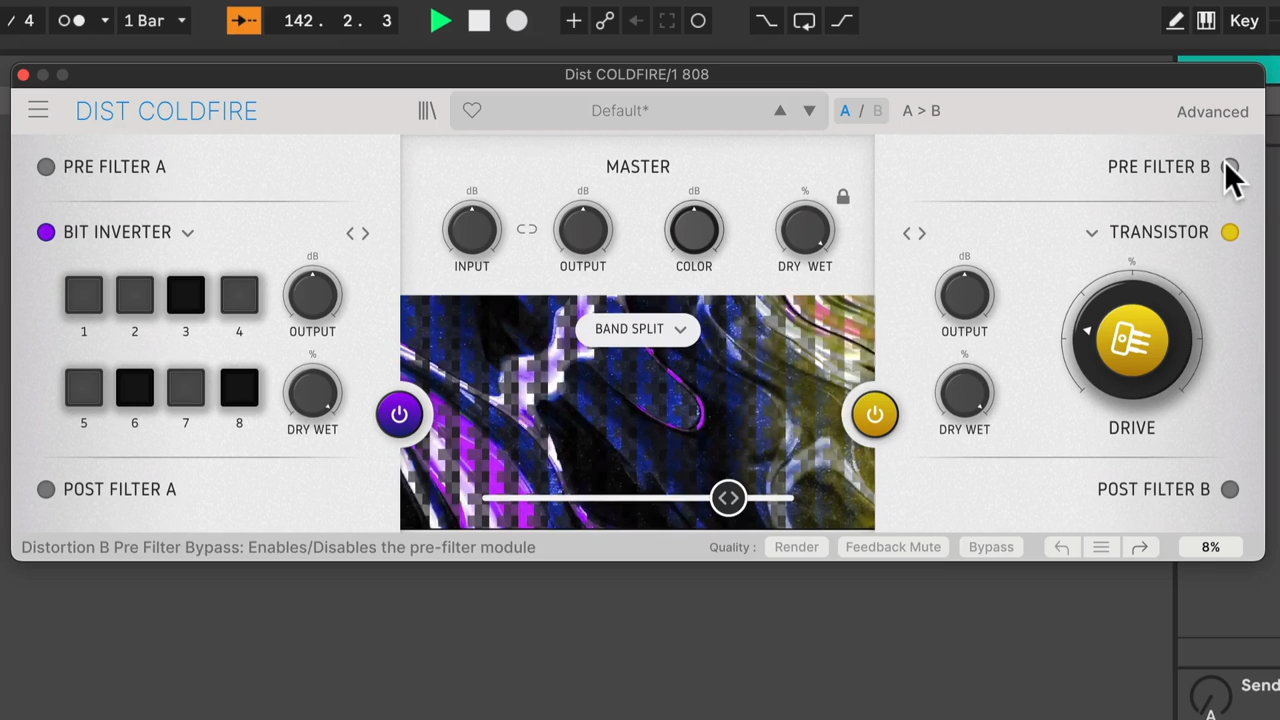 / 4 1 Bar 142. 2. 3 Key
Dist COLDFIRE/1 808
DIST COLDFIRE Default* A / B A > B Advanced
PRE FILTER A
BIT INVERTER
dB
OUTPUT
1 2 3 4
%
DRY WET
5 6 7 8
POST FILTER A
MASTER
dB dB dB %
INPUT OUTPUT COLOR DRY WET
BAND SPLIT
PRE FILTER B
TRANSISTOR
dB
OUTPUT
%
DRY WET
%
DRIVE
POST FILTER B
Distortion B Pre Filter Bypass: Enables/Disables the pre-filter module Quality : Render Feedback Mute Bypass 8%
Send
A